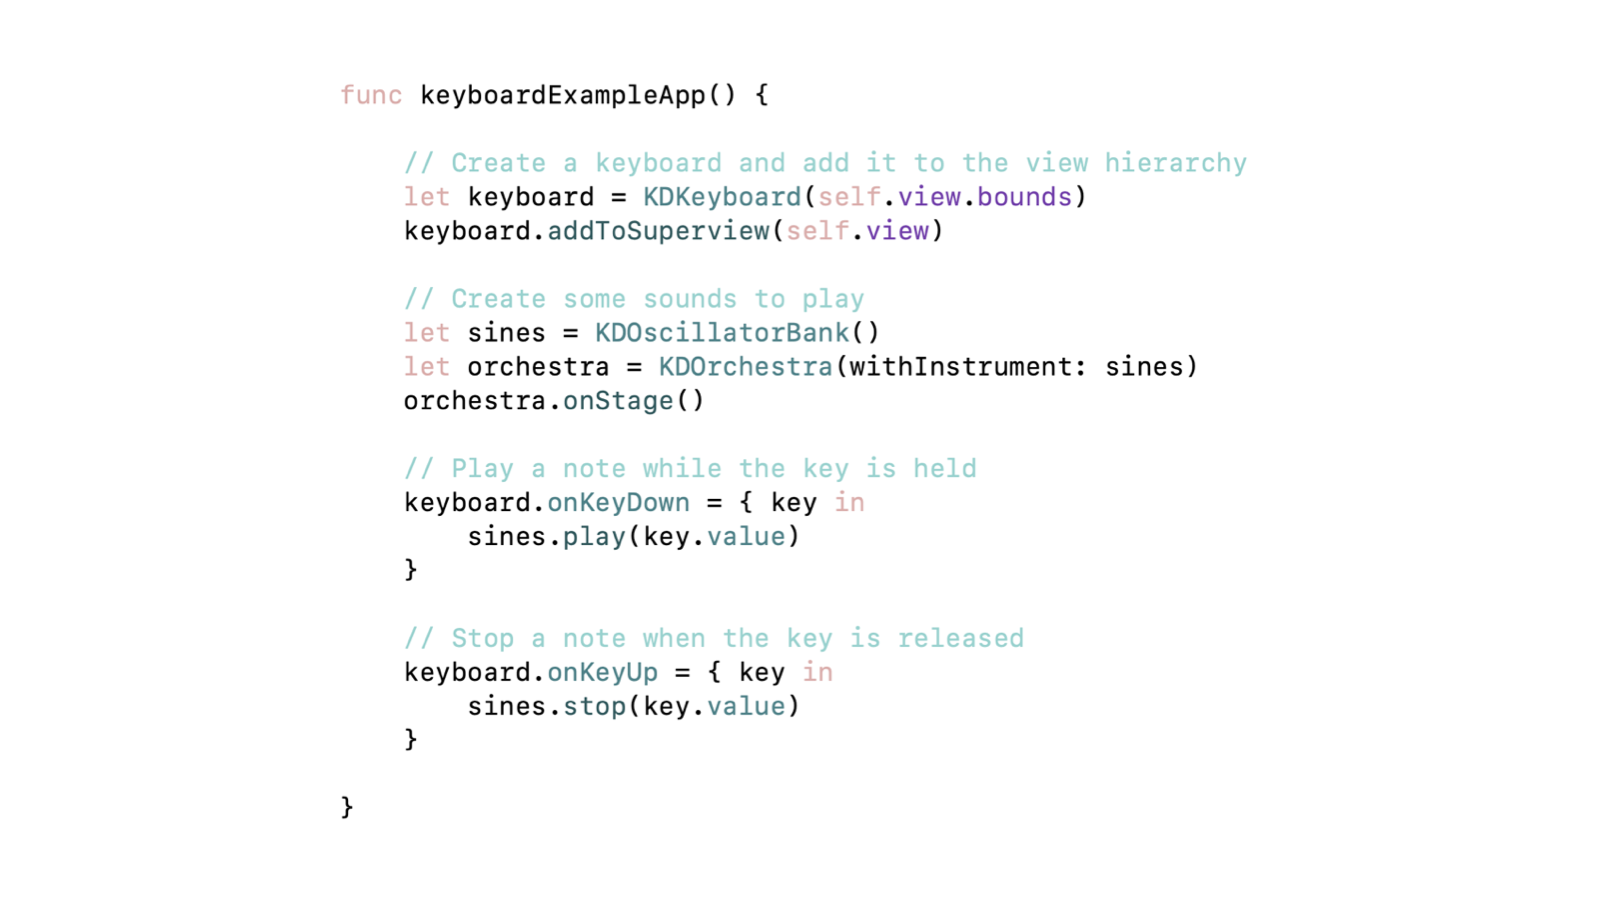 func keyboardExampleApp() {
    // Create a keyboard and add it to the view hierarchy
    let keyboard = KDKeyboard(self.view.bounds)
    keyboard.addToSuperview(self.view)
    // Create some sounds to play
    let sines = KDOscillatorBank()
    let orchestra = KDOrchestra(withInstrument: sines)
    orchestra.onStage()
    // Play a note while the key is held
    keyboard.onKeyDown = { key in
        sines.play(key.value)
    }
    // Stop a note when the key is released
    keyboard.onKeyUp = { key in
        sines.stop(key.value)
    }
}